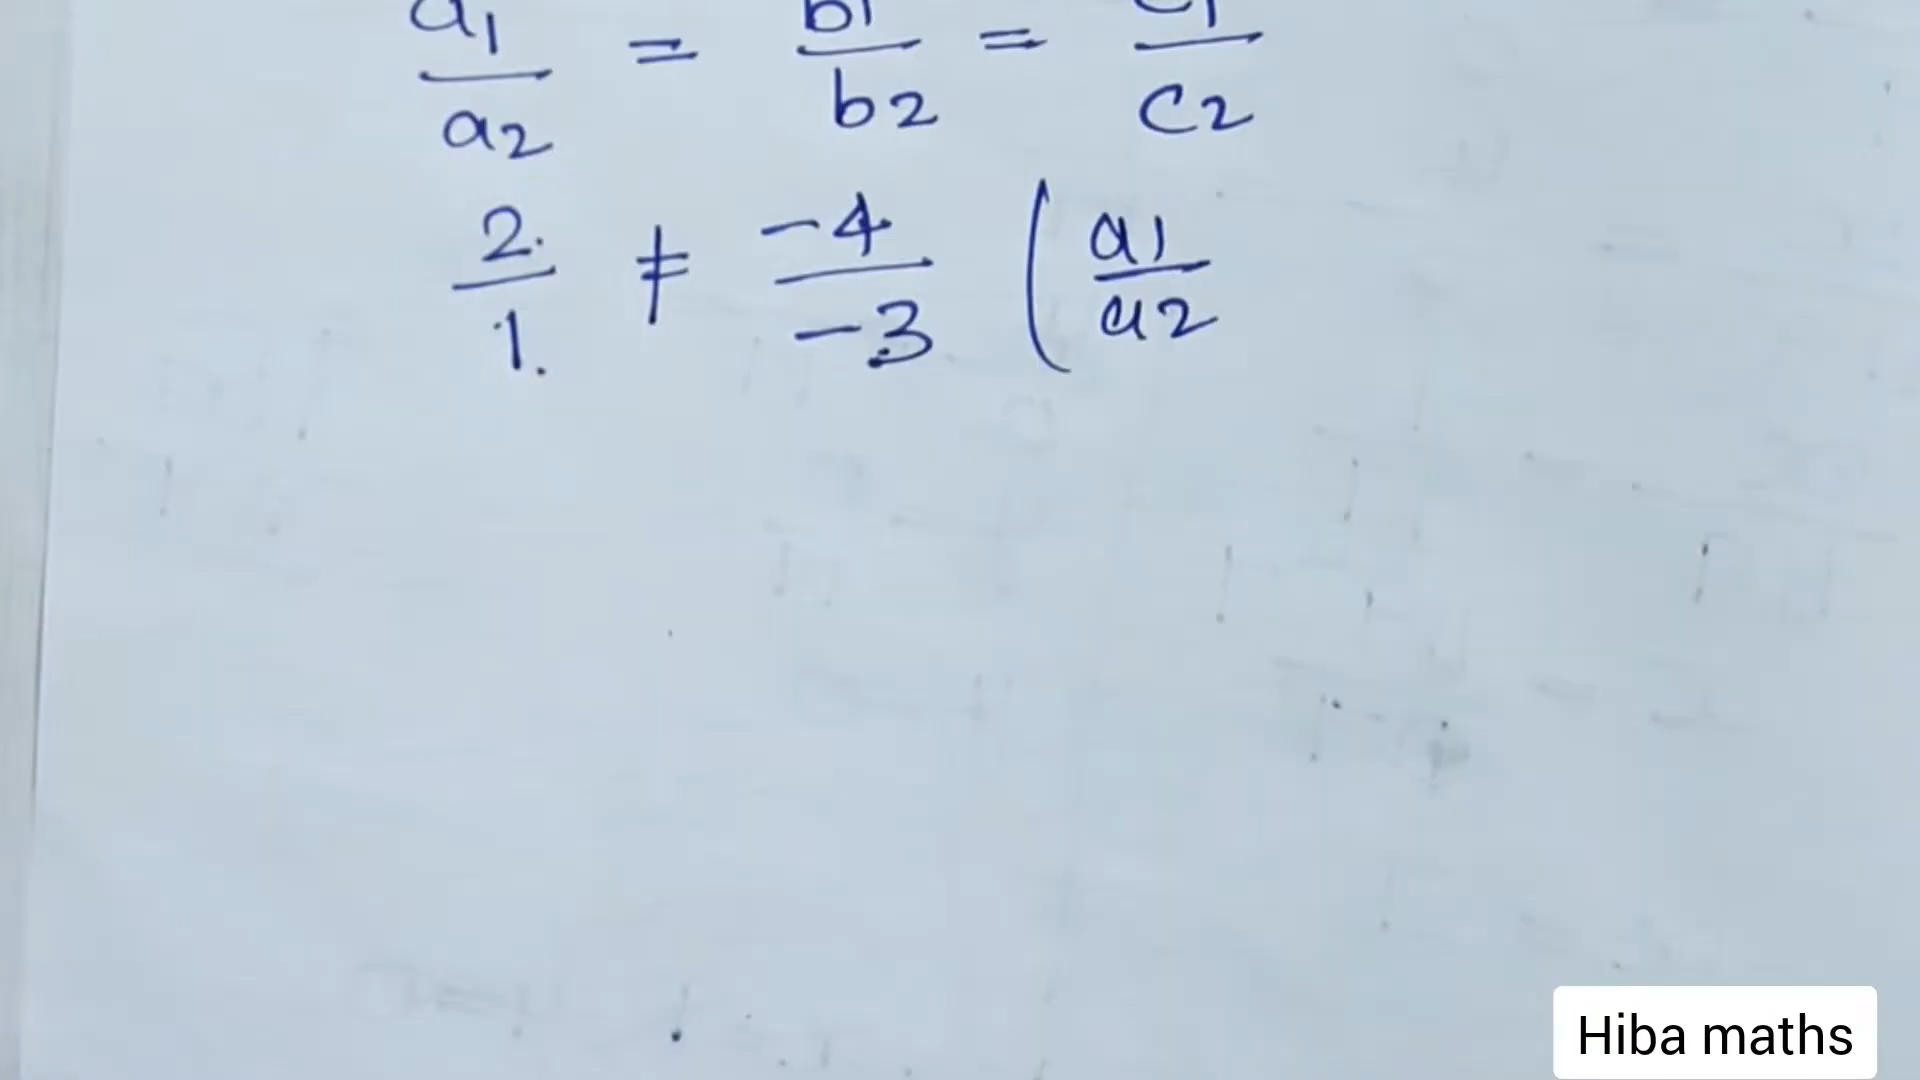 a1 = b1 = c1
a2 b2 c2
2. ≠ -4 ( a1
1. -3 a2
Hiba maths